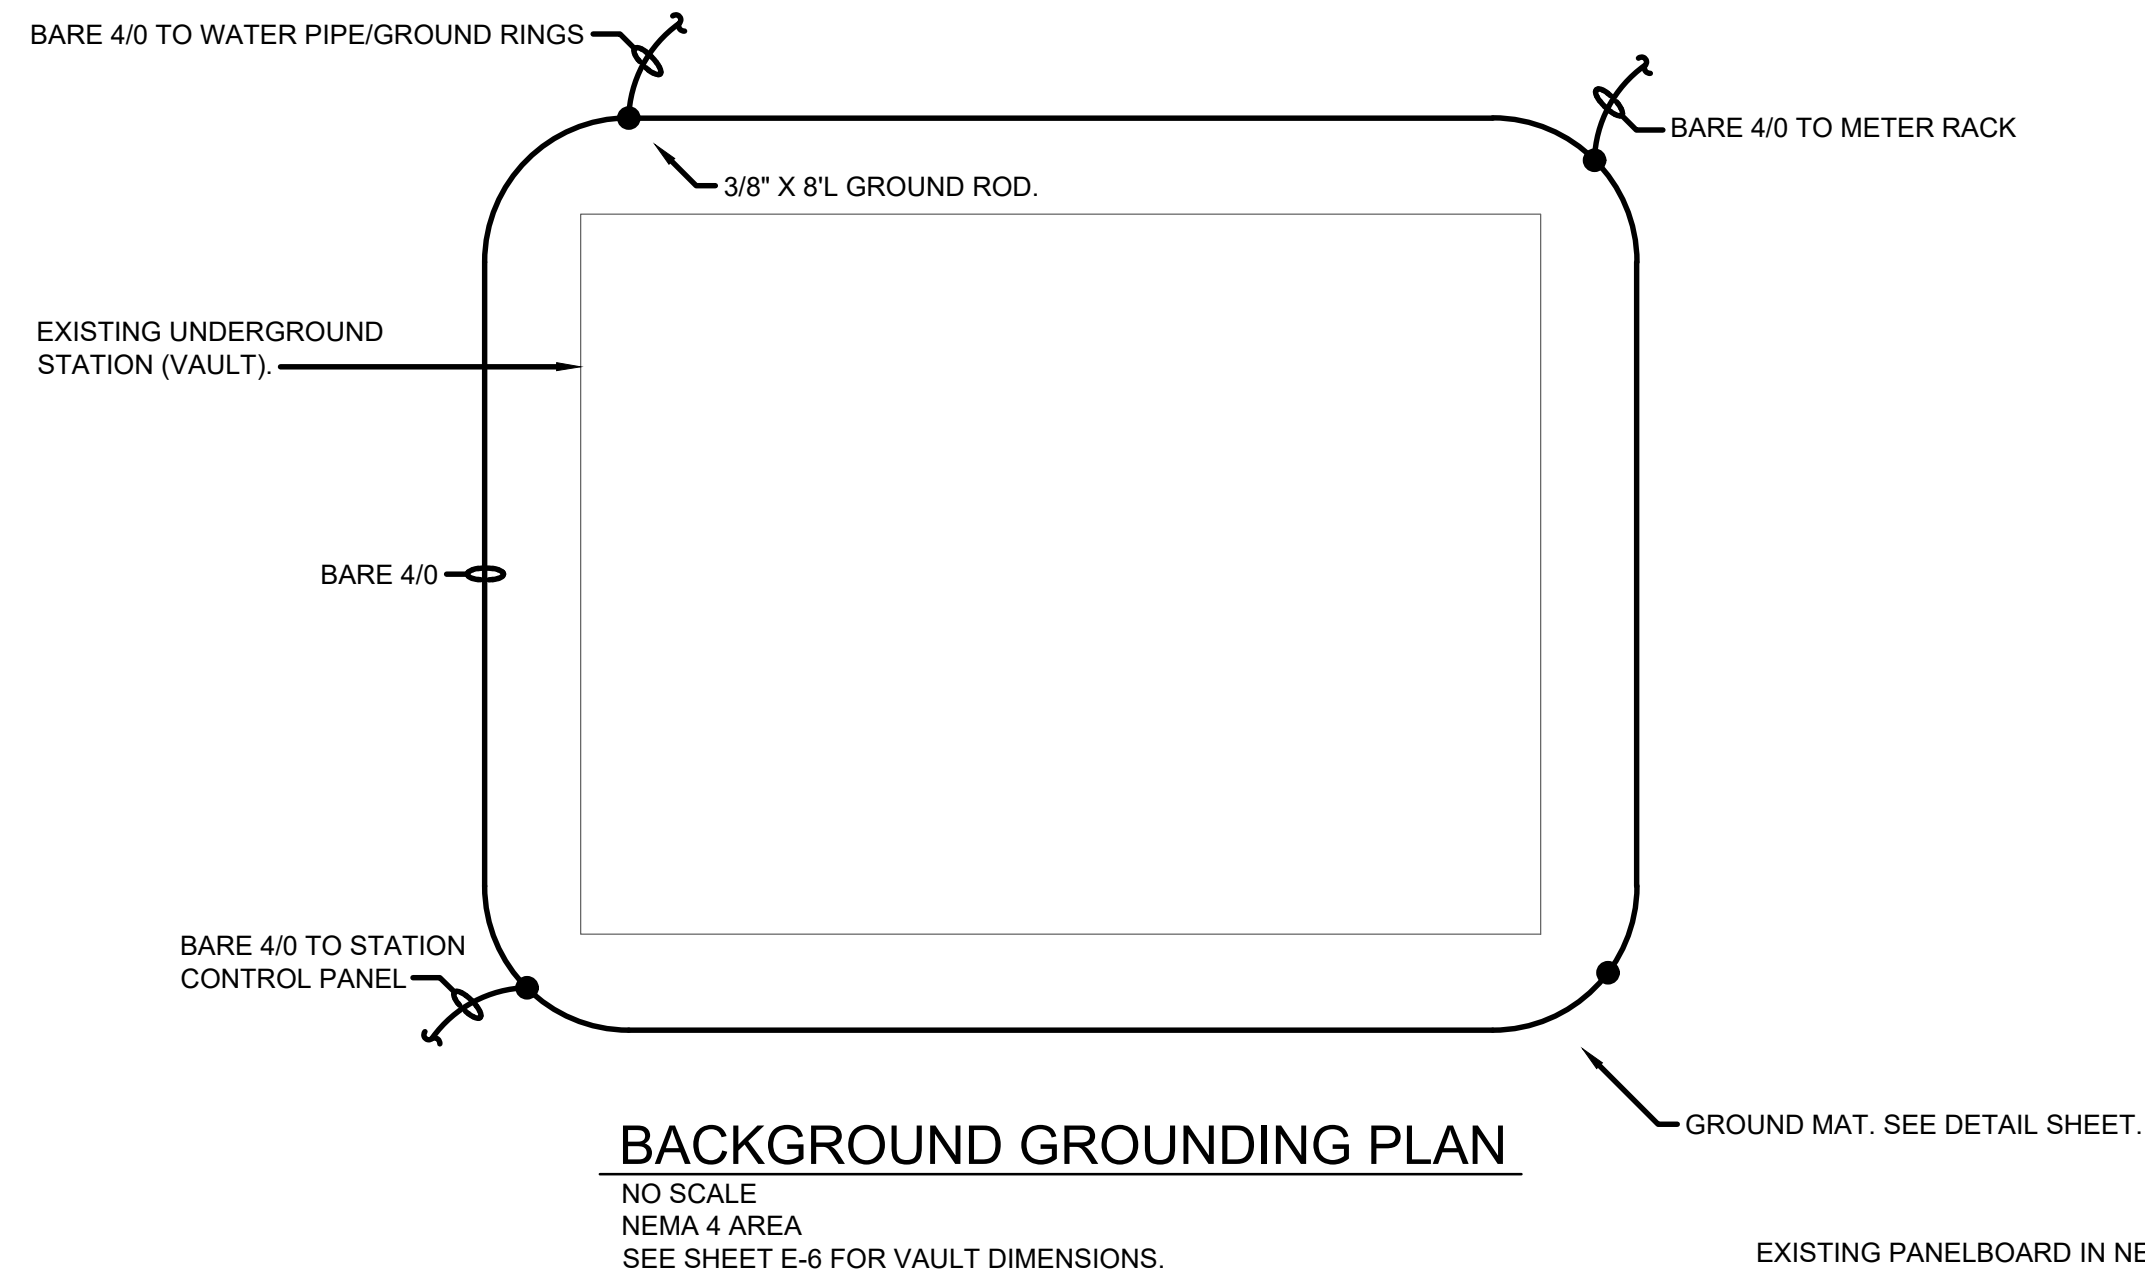 BARE 4/0 TO WATER PIPE/GROUND RINGS
BARE 4/0 TO METER RACK
3/8" X 8'L GROUND ROD.
EXISTING UNDERGROUND
STATION (VAULT).
BARE 4/0
BARE 4/0 TO STATION
CONTROL PANEL
GROUND MAT. SEE DETAIL SHEET.
BACKGROUND GROUNDING PLAN
NO SCALE
NEMA 4 AREA
SEE SHEET E-6 FOR VAULT DIMENSIONS.
EXISTING PANELBOARD IN